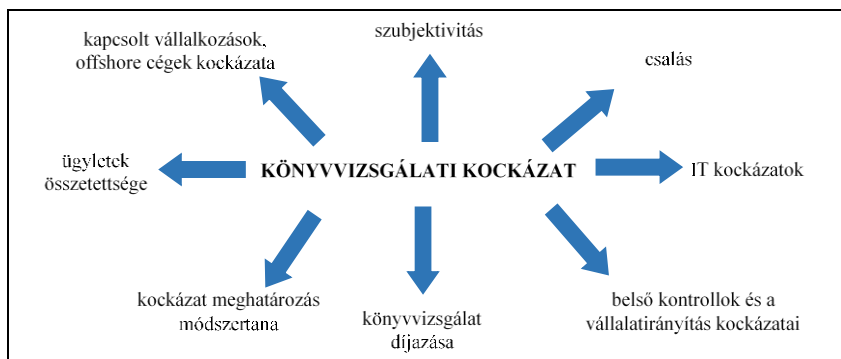 kapcsolt vállalkozások,
offshore cégek kockázata
szubjektivitás
csalás
ügyletek
összetettsége
KÖNYVVIZSGÁLATI KOCKÁZAT
IT kockázatok
kockázat meghatározás
módszertana
könyvvizsgálat
díjazása
belső kontrollok és a
vállalatirányítás kockázatai